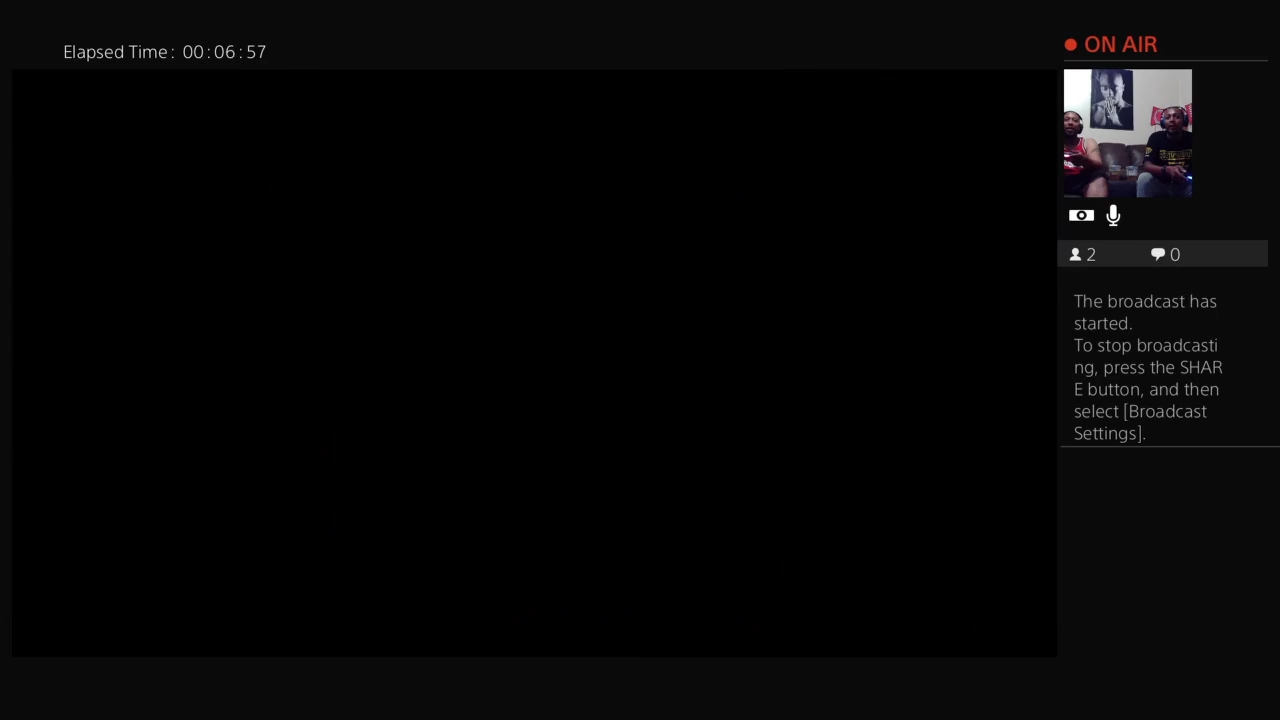 Elapsed Time: 00:06:57
ON AIR
2
0
The broadcast has
started.
To stop broadcasti
ng, press the SHAR
E button, and then
select [Broadcast
Settings].